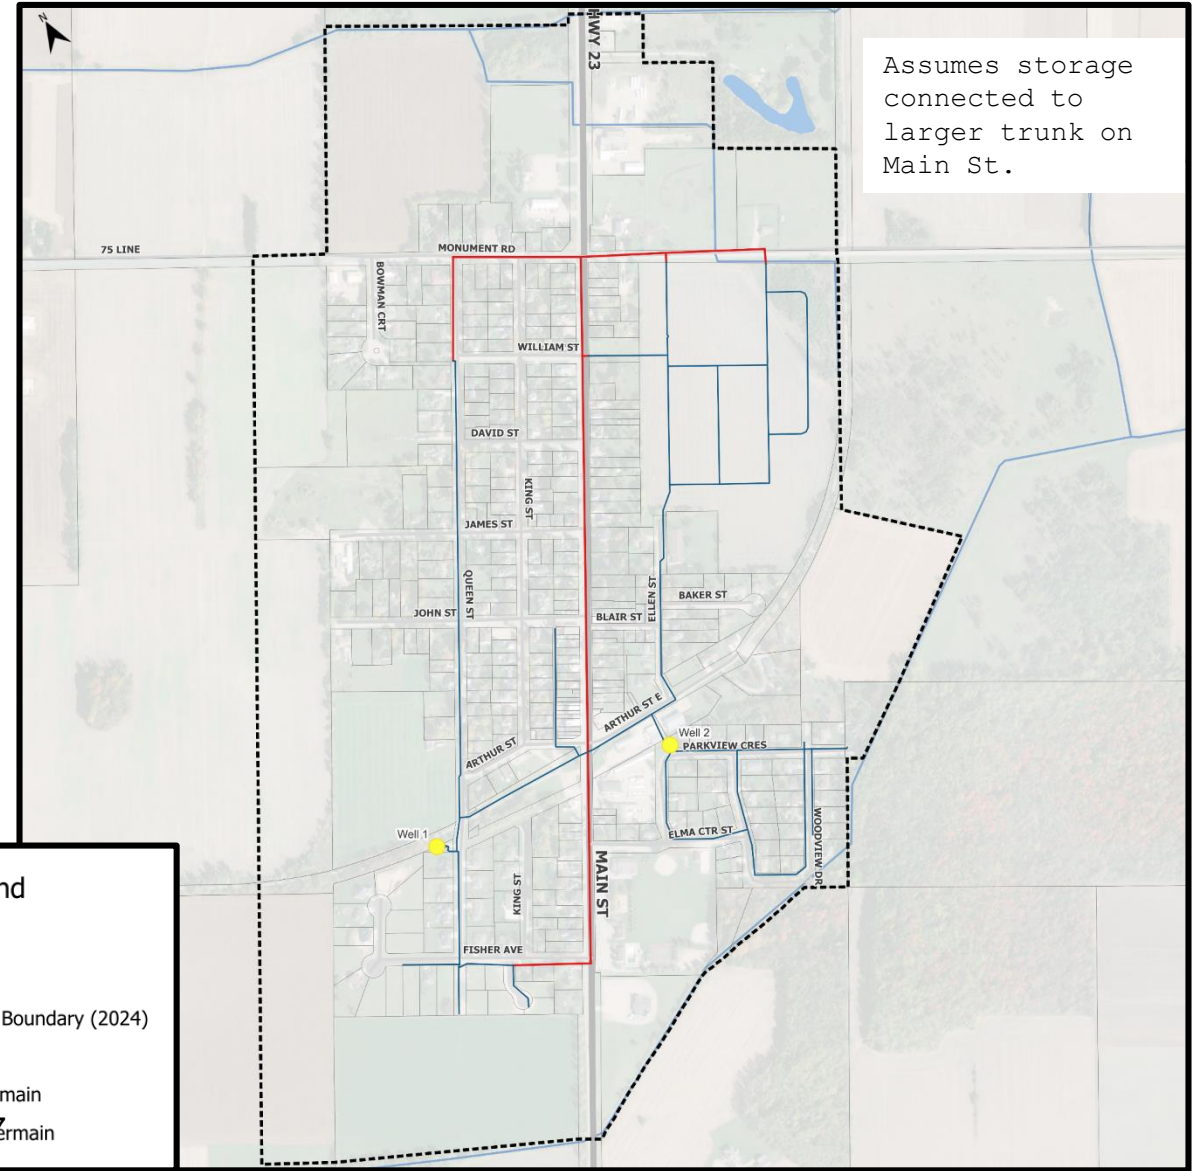 N
HWY 23
Assumes storage
connected to
larger trunk on
Main St.
75 LINE
MONUMENT RD
BOWMAN CRT
WILLIAM ST
DAVID ST
KING ST
JAMES ST
QUEEN ST
JOHN ST
BLAIR ST
ELLEN ST
BAKER ST
ARTHUR ST E
ARTHUR ST
Well 2
PARKVIEW CRES
Well 1
ELMA CTR ST
WOODVIEW DR
MAIN ST
KING ST
FISHER AVE
nd
Boundary (2024)
main
ermain